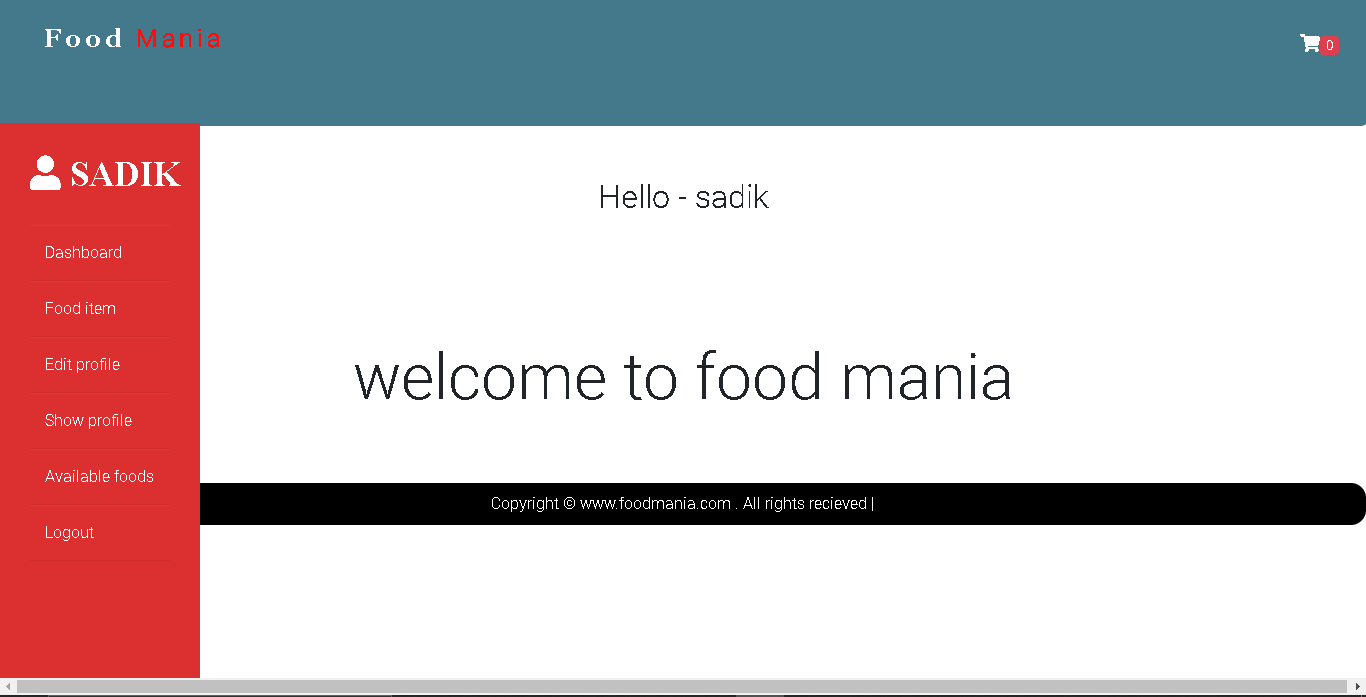 Food Mania
0
SADIK
Hello - sadik
Dashboard
Food item
Edit profile
welcome to food mania
Show profile
Available foods
Copyright © www.foodmania.com . All rights recieved |
Logout